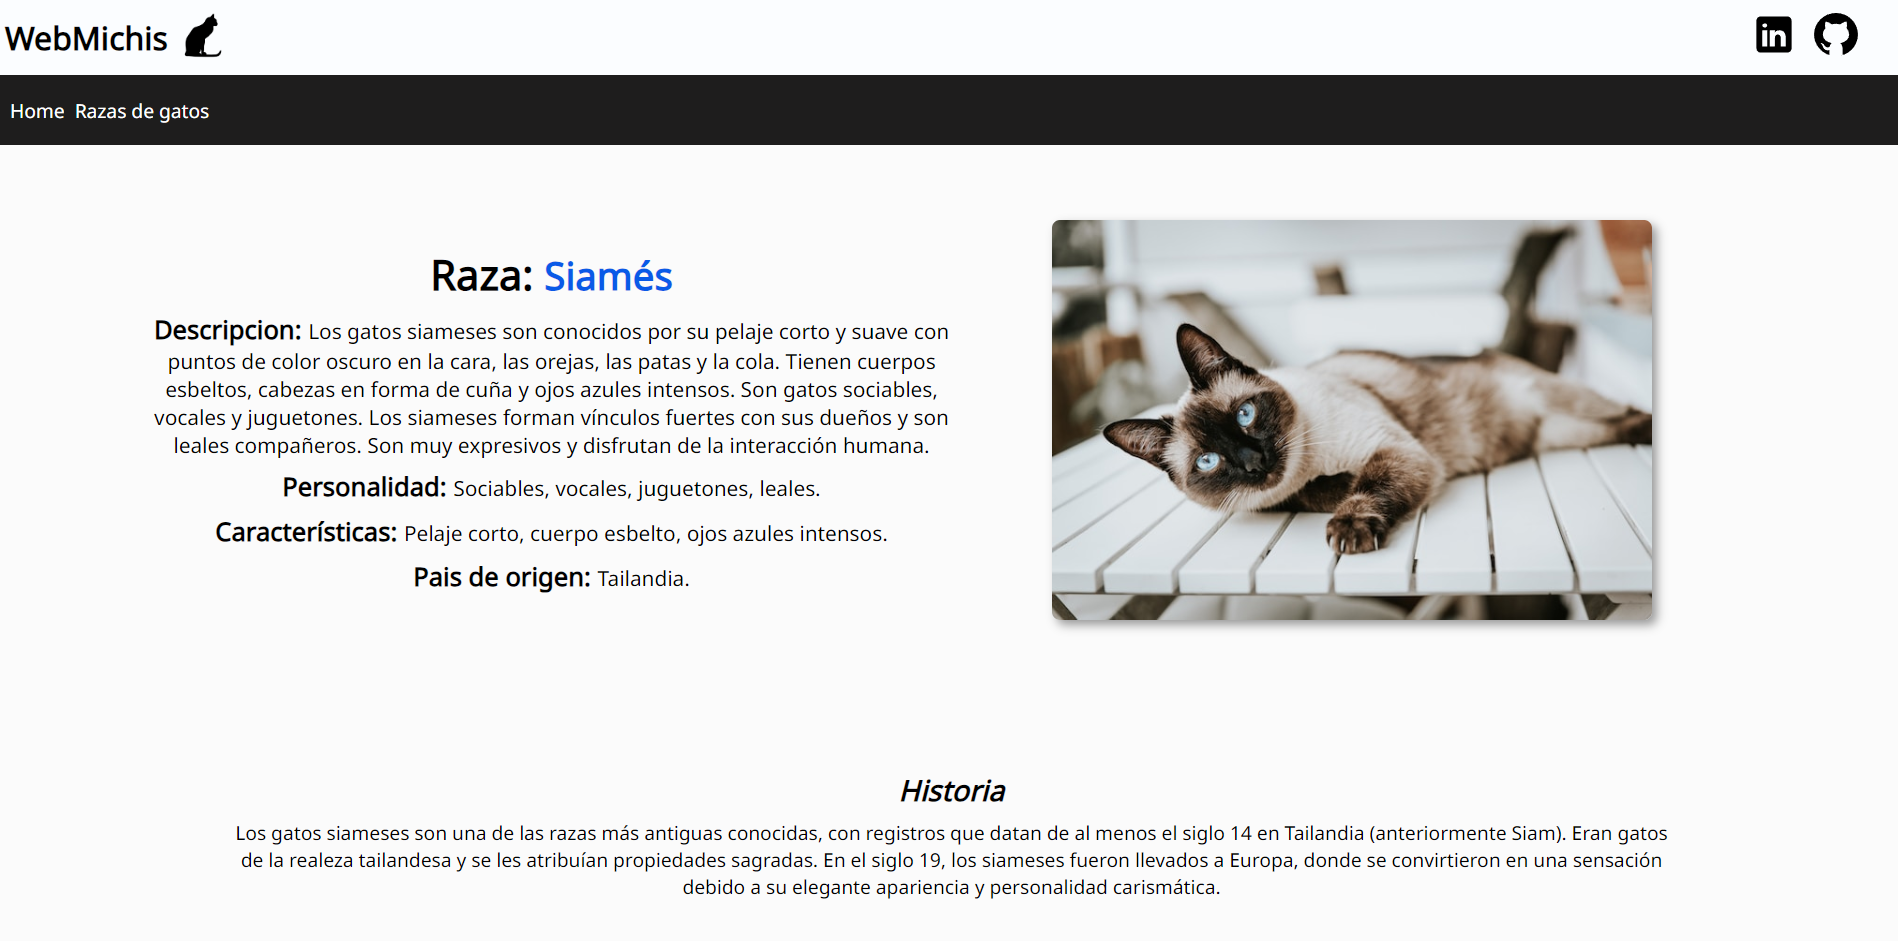 WebMichis
Home Razas de gatos
Raza: Siamés
Descripcion: Los gatos siameses son conocidos por su pelaje corto y suave con
puntos de color oscuro en la cara, las orejas, las patas y la cola. Tienen cuerpos
esbeltos, cabezas en forma de cuña y ojos azules intensos. Son gatos sociables,
vocales y juguetones. Los siameses forman vínculos fuertes con sus dueños y son
leales compañeros. Son muy expresivos y disfrutan de la interacción humana.
Personalidad: Sociables, vocales, juguetones, leales.
Características: Pelaje corto, cuerpo esbelto, ojos azules intensos.
Pais de origen: Tailandia.
Historia
Los gatos siameses son una de las razas más antiguas conocidas, con registros que datan de al menos el siglo 14 en Tailandia (anteriormente Siam). Eran gatos
de la realeza tailandesa y se les atribuían propiedades sagradas. En el siglo 19, los siameses fueron llevados a Europa, donde se convirtieron en una sensación
debido a su elegante apariencia y personalidad carismática.